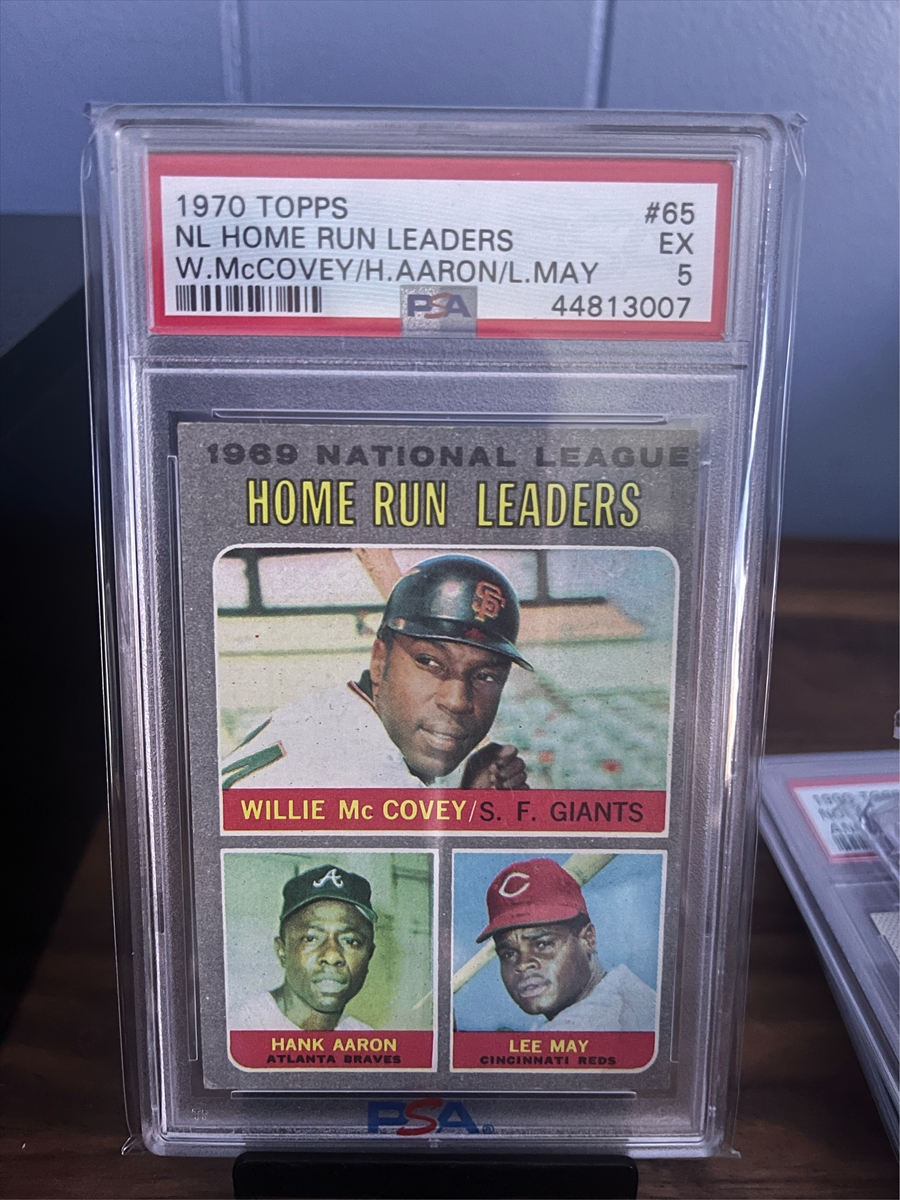 1970 TOPPS #65
NL HOME RUN LEADERS EX
W.McCOVEY/H.AARON/L.MAY 5
PSA 44813007
1969 NATIONAL LEAGUE
HOME RUN LEADERS
SF
WILLIE Mc COVEY/S. F. GIANTS
A
C
HANK AARON
ATLANTA BRAVES
LEE MAY
CINCINNATI REDS
PSA®